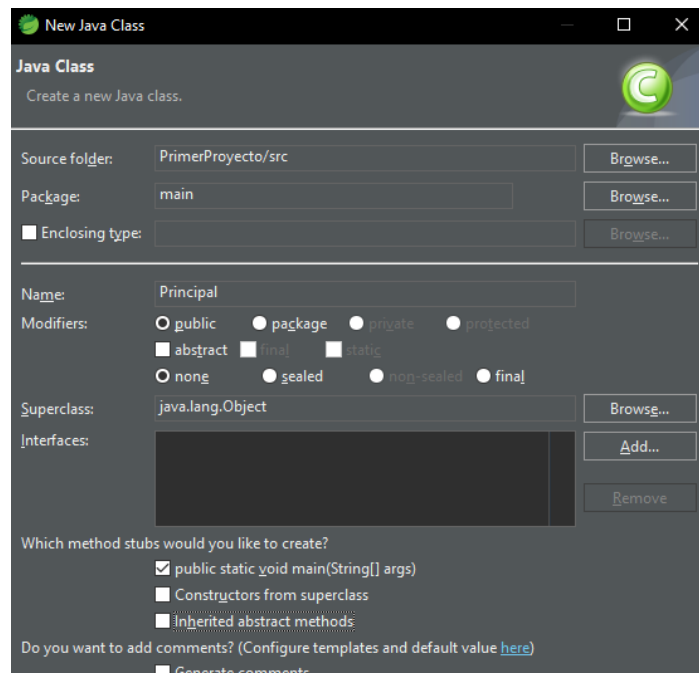 New Java Class
Java Class
Create a new Java class.
C
Source folder: PrimerProyecto/src Browse...
Package: main Browse...
Enclosing type: Browse...
Name: Principal
Modifiers: public package private protected
abstract final static
none sealed non-sealed final
Superclass: java.lang.Object Browse...
Interfaces: Add...
Remove
Which method stubs would you like to create?
public static void main(String[] args)
Constructors from superclass
Inherited abstract methods
Do you want to add comments? (Configure templates and default value here)
Generate comments